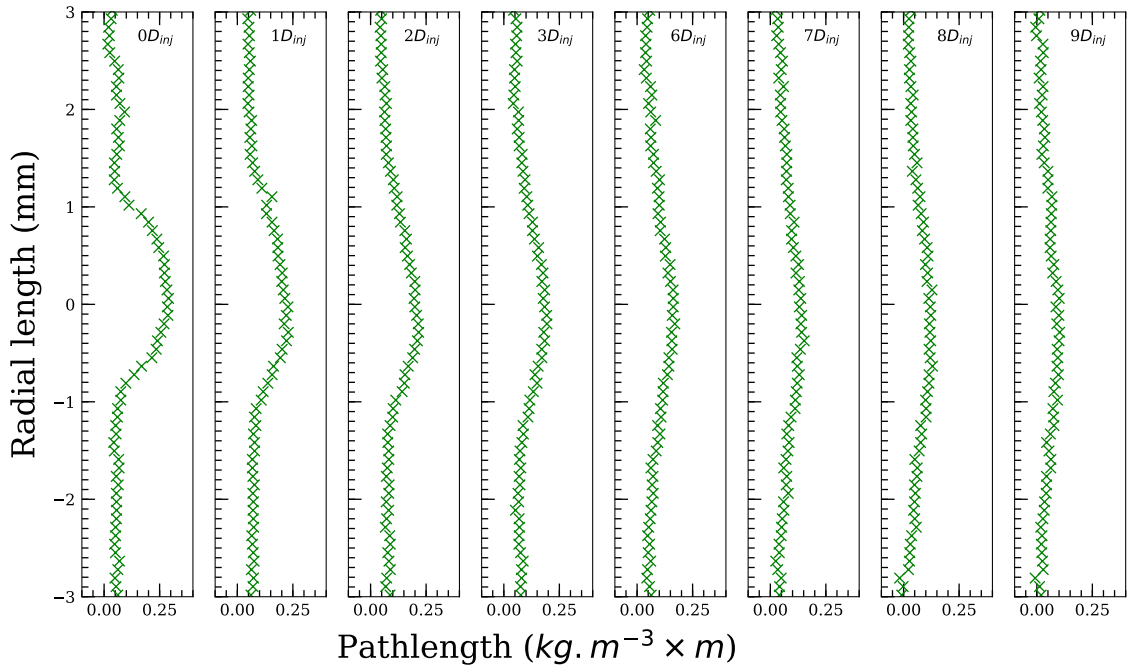 0D_inj 1D_inj 2D_inj 3D_inj 6D_inj 7D_inj 8D_inj 9D_inj
3
2
1
0
−1
−2
−3
Radial length (mm)
0.00 0.25 0.00 0.25 0.00 0.25 0.00 0.25 0.00 0.25 0.00 0.25 0.00 0.25 0.00 0.25
Pathlength (kg.m⁻³ × m)